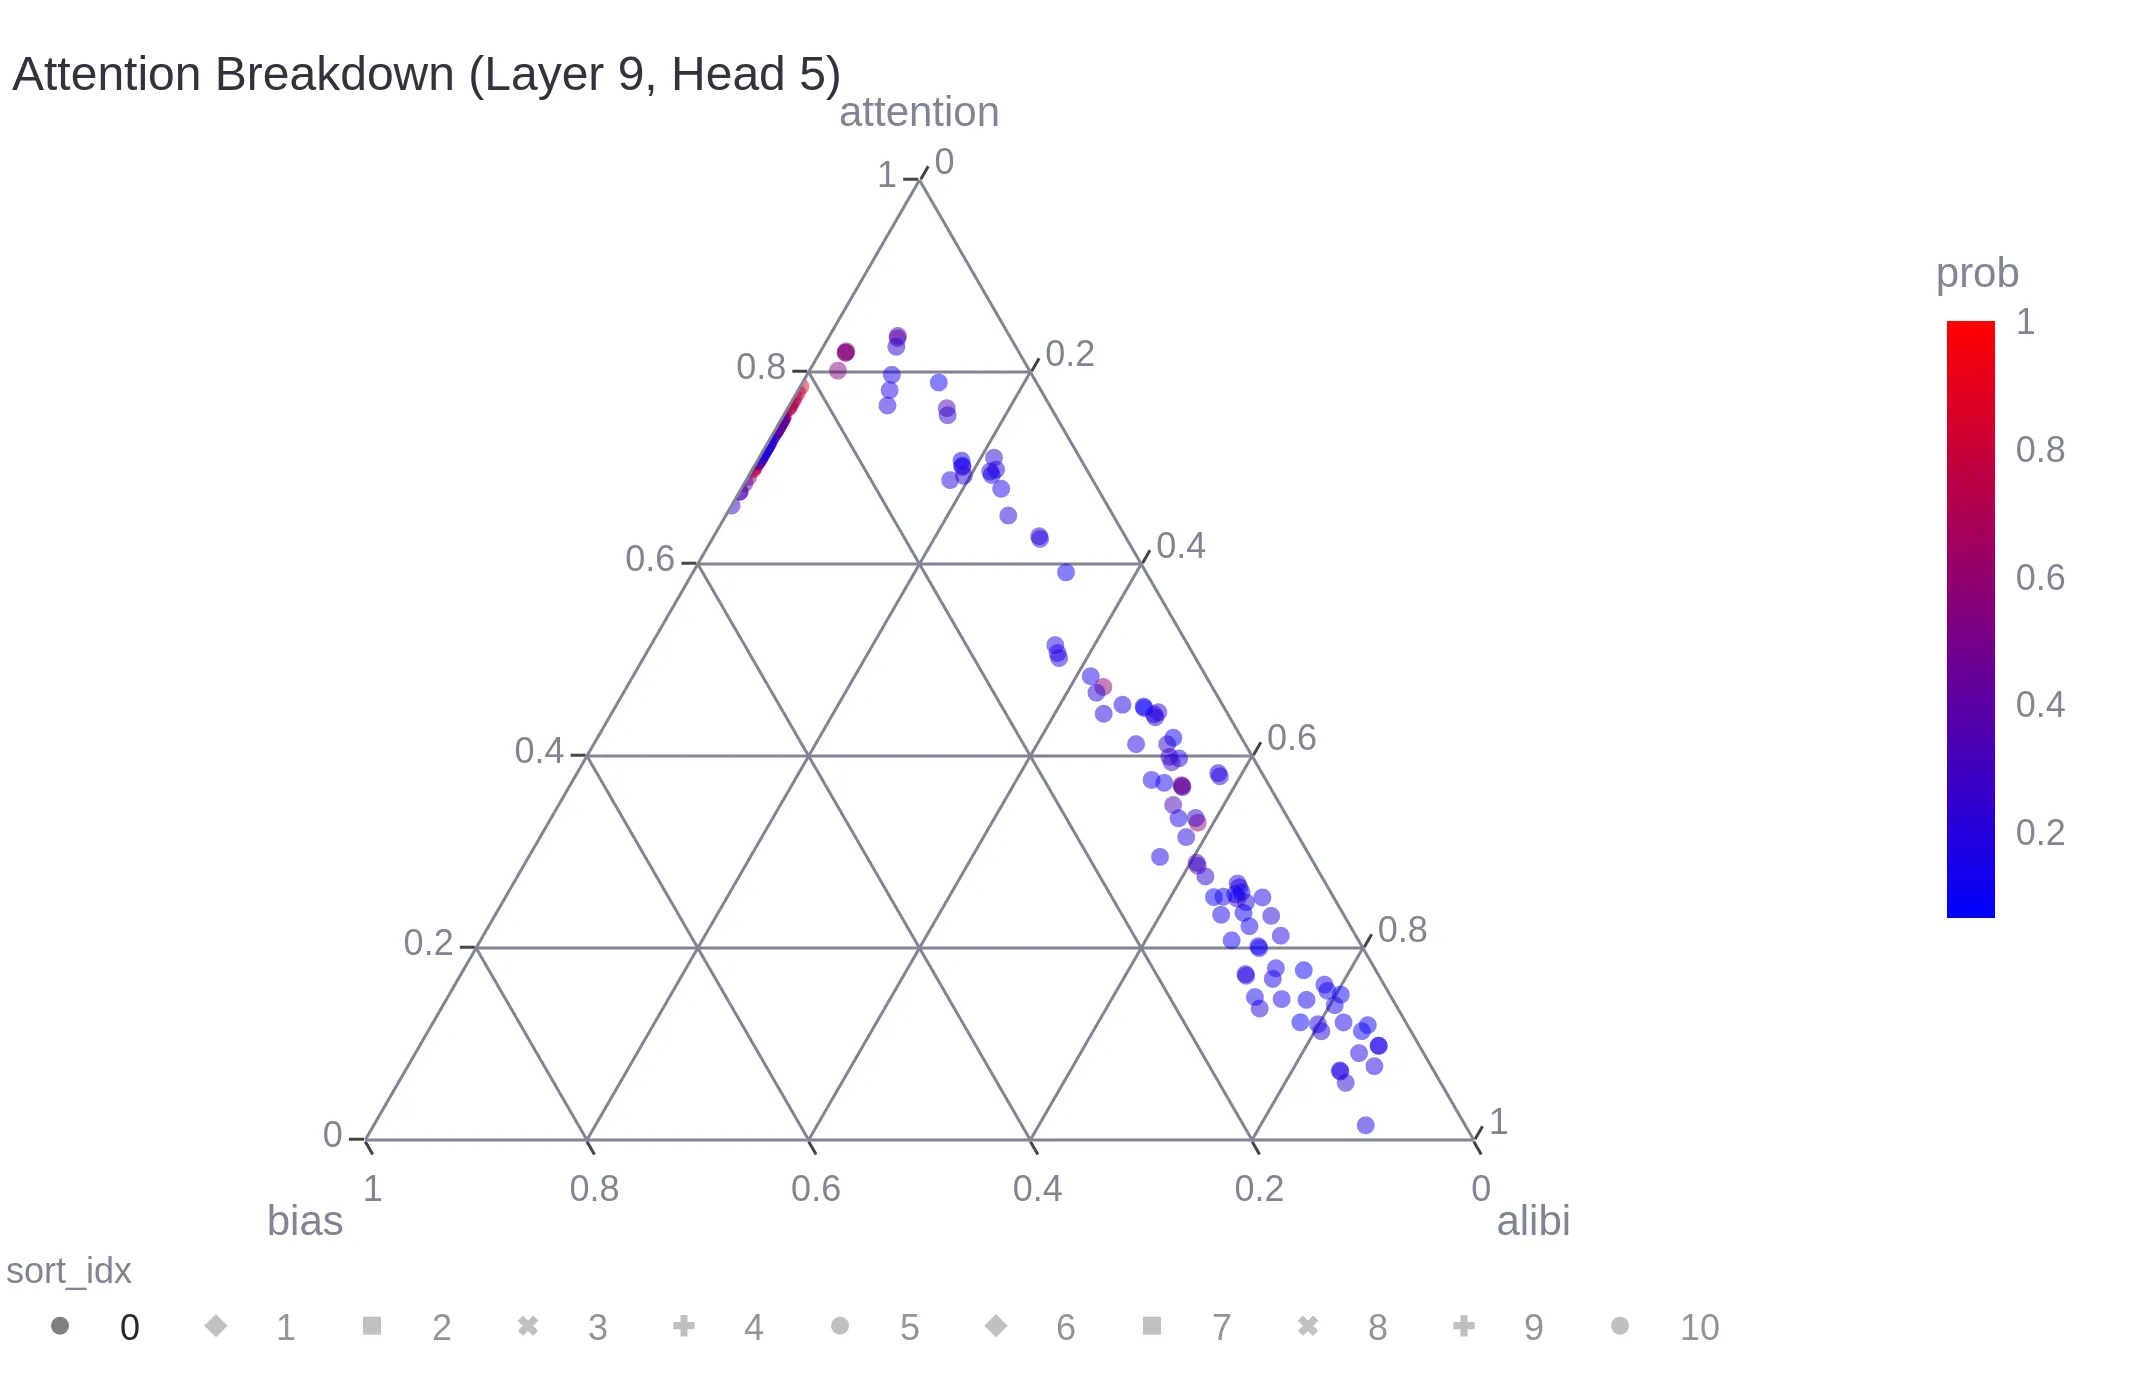 Attention Breakdown (Layer 9, Head 5)
attention
1 0
prob
1
0.8 0.2
0.8
0.6 0.4
0.6
0.4 0.6
0.4
0.2 0.8
0.2
0 1
1 0.8 0.6 0.4 0.2 0
bias alibi
sort_idx
0 1 2 3 4 5 6 7 8 9 10